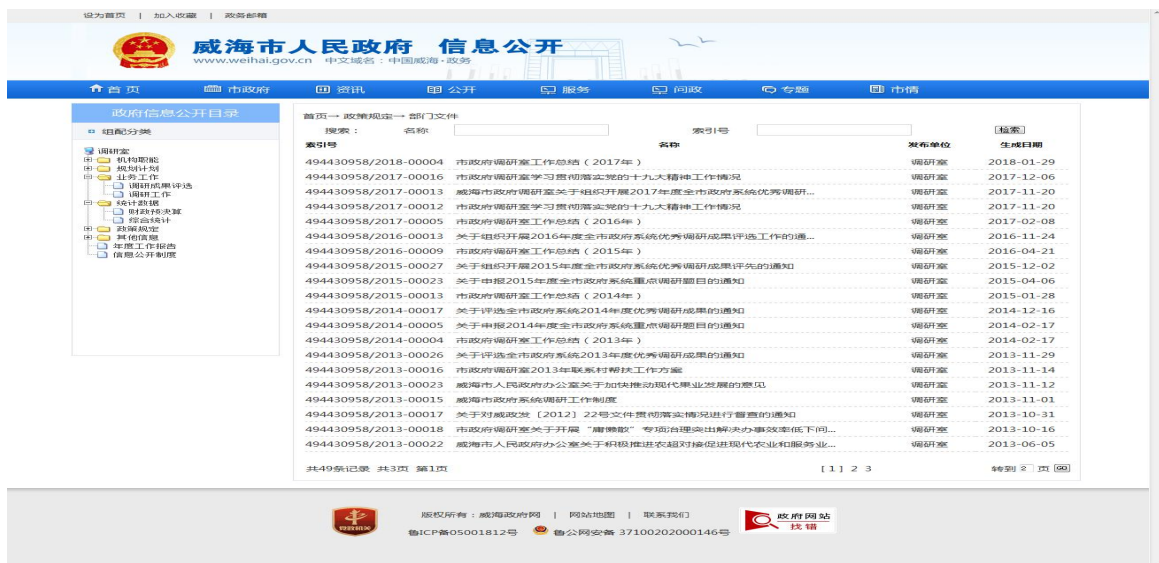 设为首页 | 加入收藏 | 政务邮箱
威海市人民政府 信息公开
www.weihai.gov.cn 中文域名：中国威海·政务
首页 市政府 资讯 公开 服务 问政 专题 市情
政府信息公开目录
组配分类
调研室
机构职能
规划计划
业务工作
调研成果评选
调研工作
统计数据
财政预决算
综合统计
政策规定
其他信息
年度工作报告
信息公开制度
首页→ 政策规定→ 部门文件
搜索： 名称 索引号 检索
索引号 名称 发布单位 生成日期
494430958/2018-00004 市政府调研室工作总结（2017年） 调研室 2018-01-29
494430958/2017-00016 市政府调研室学习贯彻落实党的十九大精神工作情况 调研室 2017-12-06
494430958/2017-00013 威海市政府调研室关于组织开展2017年度全市政府系统优秀调研... 调研室 2017-11-20
494430958/2017-00012 市政府调研室学习贯彻落实党的十九大精神工作情况 调研室 2017-11-20
494430958/2017-00005 市政府调研室工作总结（2016年） 调研室 2017-02-08
494430958/2016-00013 关于组织开展2016年度全市政府系统优秀调研成果评选工作的通... 调研室 2016-11-24
494430958/2016-00009 市政府调研室工作总结（2015年） 调研室 2016-04-21
494430958/2015-00027 关于组织开展2015年度全市政府系统优秀调研成果评先的通知 调研室 2015-12-02
494430958/2015-00023 关于申报2015年度全市政府系统重点调研题目的通知 调研室 2015-04-06
494430958/2015-00013 市政府调研室工作总结（2014年） 调研室 2015-01-28
494430958/2014-00017 关于评选全市政府系统2014年度优秀调研成果的通知 调研室 2014-12-16
494430958/2014-00005 关于申报2014年度全市政府系统重点调研题目的通知 调研室 2014-02-17
494430958/2014-00004 市政府调研室工作总结（2013年） 调研室 2014-02-17
494430958/2013-00026 关于评选全市政府系统2013年度优秀调研成果的通知 调研室 2013-11-29
494430958/2013-00016 市政府调研室2013年联系村帮扶工作方案 调研室 2013-11-14
494430958/2013-00023 威海市人民政府办公室关于加快推动现代果业发展的意见 调研室 2013-11-12
494430958/2013-00015 威海市政府系统调研工作制度 调研室 2013-11-01
494430958/2013-00017 关于对威政发［2012］22号文件贯彻落实情况进行督查的通知 调研室 2013-10-31
494430958/2013-00018 市政府调研室关于开展“庸懒散”专项治理突出解决办事效率低下问... 调研室 2013-10-16
494430958/2013-00022 威海市人民政府办公室关于积极推进农超对接促进现代农业和服务业... 调研室 2013-06-05
共49条记录 共3页 第1页 [1] 2 3 转到 2 页 GO
党政机关
版权所有：威海政府网 | 网站地图 | 联系我们
鲁ICP备05001812号 鲁公网安备 37100202000146号
政府网站
找错